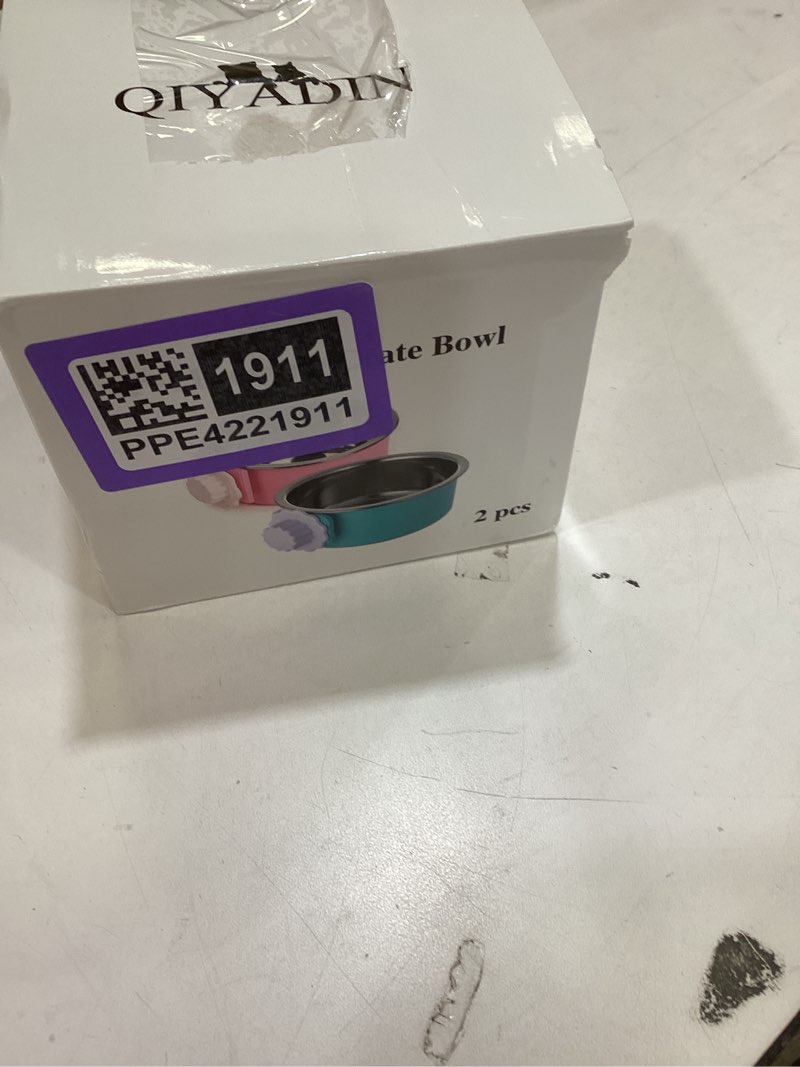 QIYADIN
ate Bowl
1911
PPE4221911
2 pcs